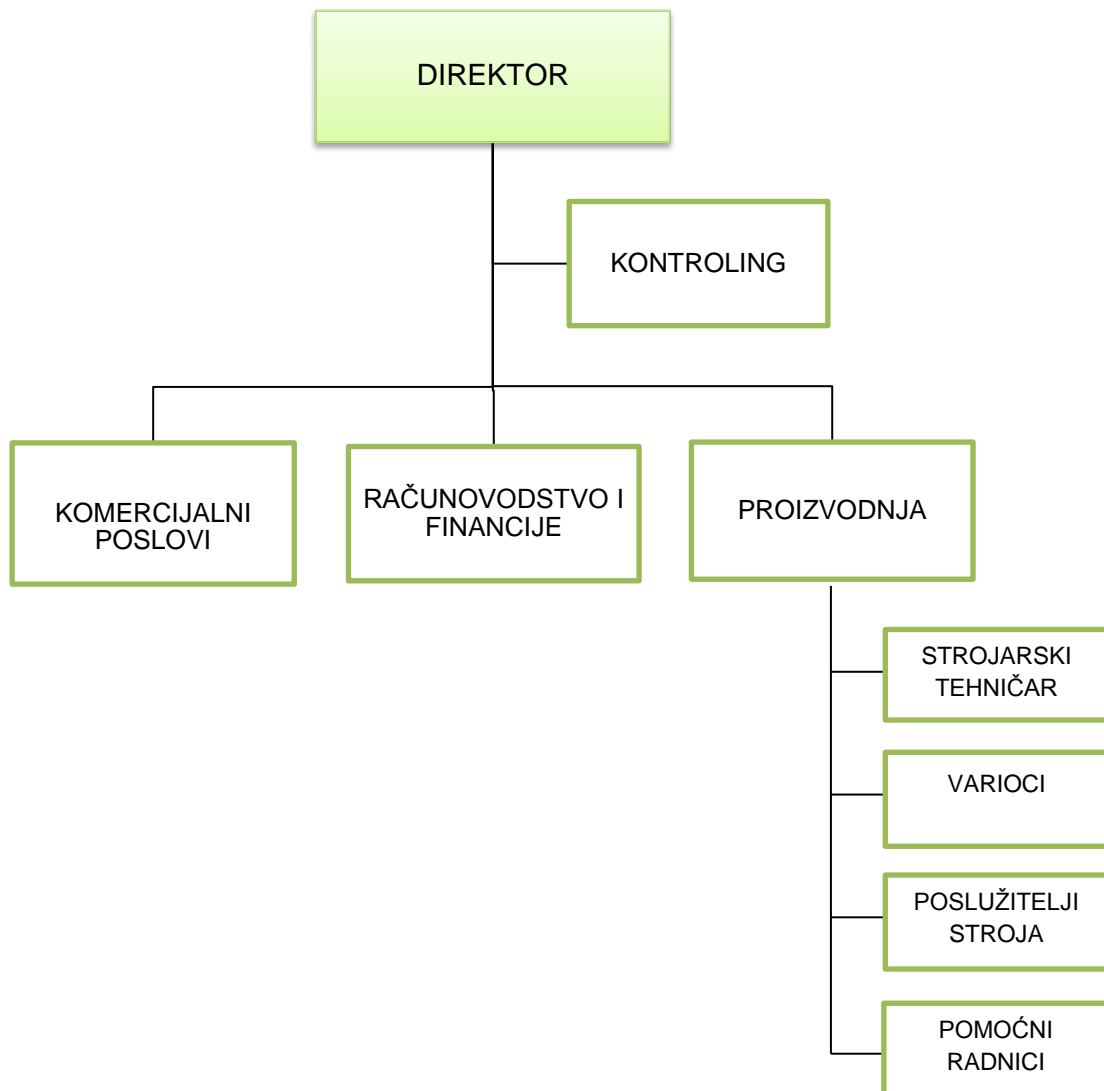 DIREKTOR
KONTROLING
KOMERCIJALNI
POSLOVI
RAČUNOVODSTVO I
FINANCIJE
PROIZVODNJA
STROJARSKI
TEHNIČAR
VARIOCI
POSLUŽITELJI
STROJA
POMOĆNI
RADNICI